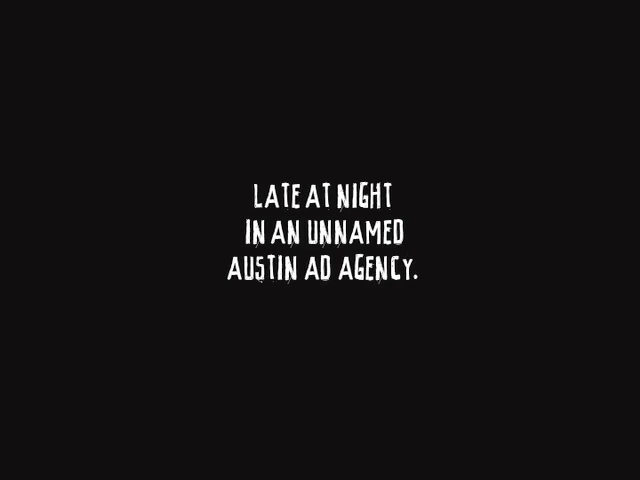 LATE AT NIGHT
IN AN UNNAMED
AUSTIN AD AGENCY.